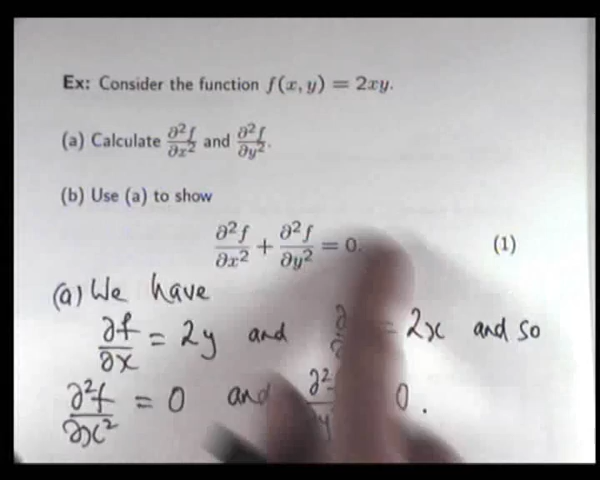 Ex: Consider the function f(x, y) = 2xy.
(a) Calculate ∂²f/∂x² and ∂²f/∂y².
(b) Use (a) to show
∂²f/∂x² + ∂²f/∂y² = 0. (1)
(a) We have
∂f/∂x = 2y and ∂ = 2x and so
∂²f/∂x² = 0 and ∂² y 0.